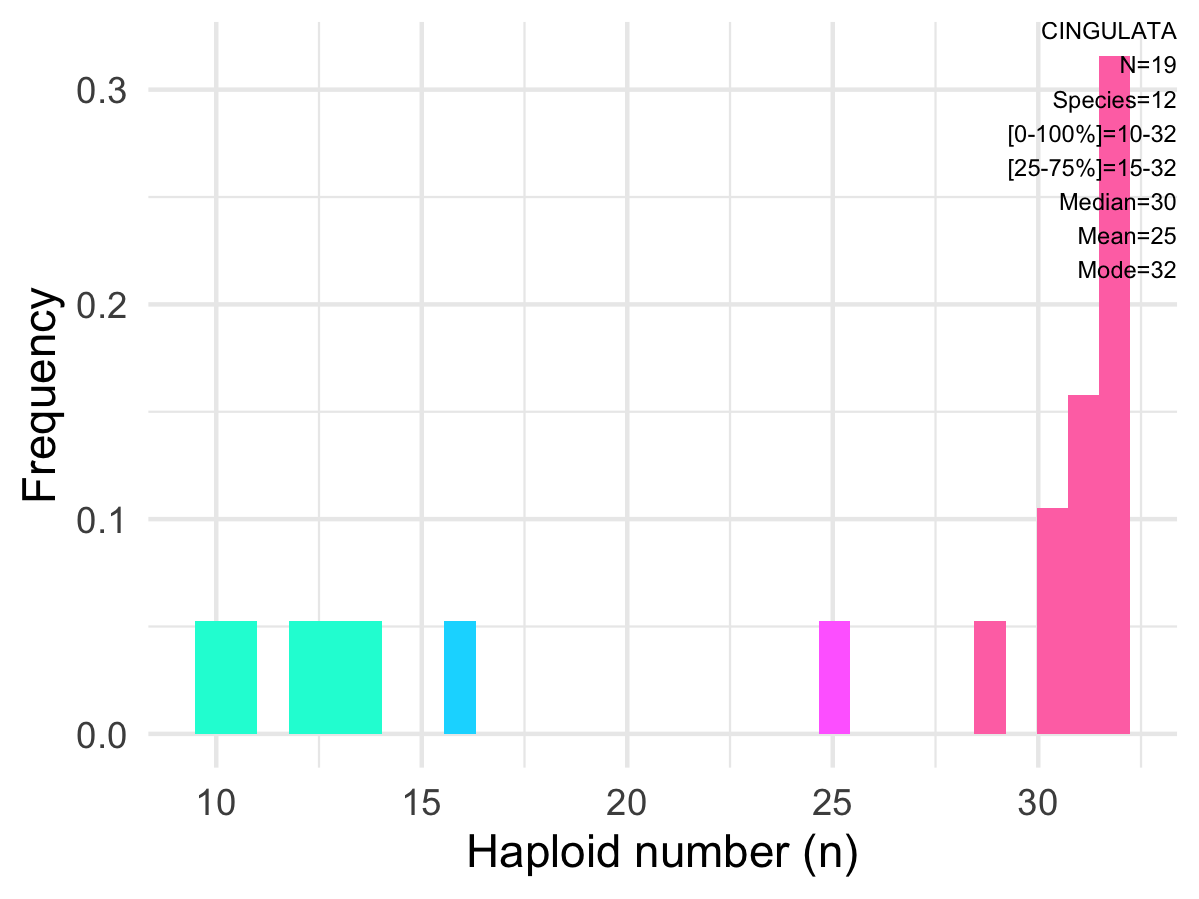 CINGULATA
N=19
Species=12
[0-100%]=10-32
[25-75%]=15-32
Median=30
Mean=25
Mode=32
0.3
0.2
0.1
0.0
Frequency
10 15 20 25 30
Haploid number (n)